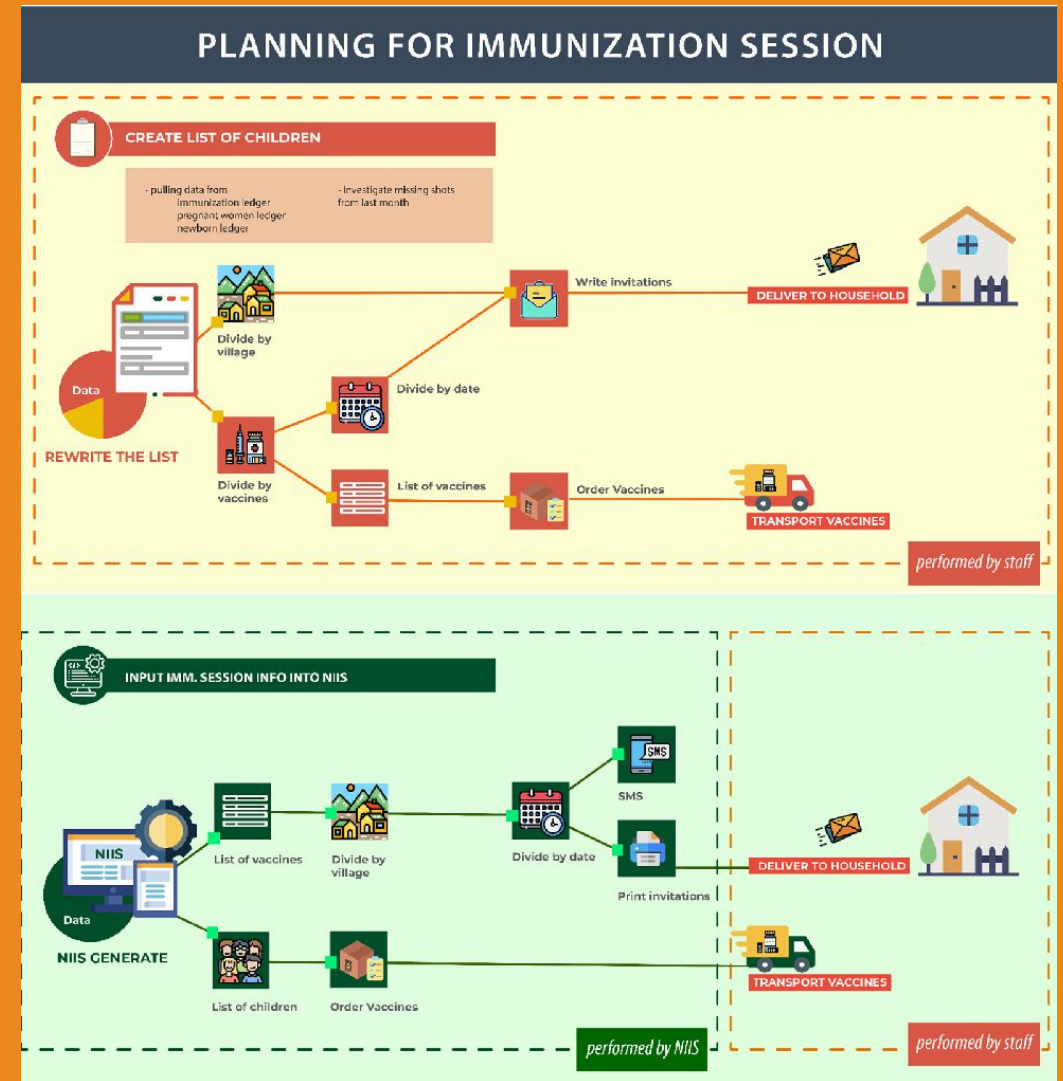 PLANNING FOR IMMUNIZATION SESSION
CREATE LIST OF CHILDREN
- pulling data from
immunization ledger
pregnant women ledger
newborn ledger
- investigate missing shots
from last month
Write invitations
DELIVER TO HOUSEHOLD
Divide by
village
Data
Divide by date
REWRITE THE LIST
Divide by
vaccines
List of vaccines
Order Vaccines
TRANSPORT VACCINES
performed by staff
INPUT IMM. SESSION INFO INTO NIIS
SMS
SMS
NIIS
List of vaccines
Divide by
village
Divide by date
Print invitations
DELIVER TO HOUSEHOLD
Data
NIIS GENERATE
List of children
Order Vaccines
TRANSPORT VACCINES
performed by NIIS
performed by staff